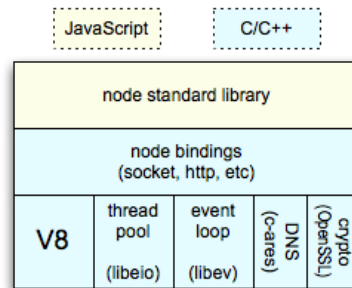 JavaScript
C/C++
node standard library
node bindings
(socket, http, etc)
V8
thread
pool
(libeio)
event
loop
(libev)
DNS
(c-ares)
crypto
(OpenSSL)